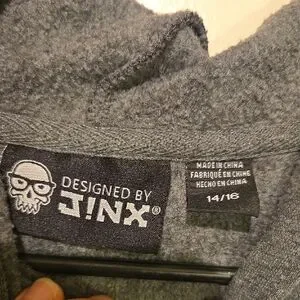 DESIGNED BY
J!NX®
MADE IN CHINA
FABRIQUÉ EN CHINE
HECHO EN CHINA
14/16